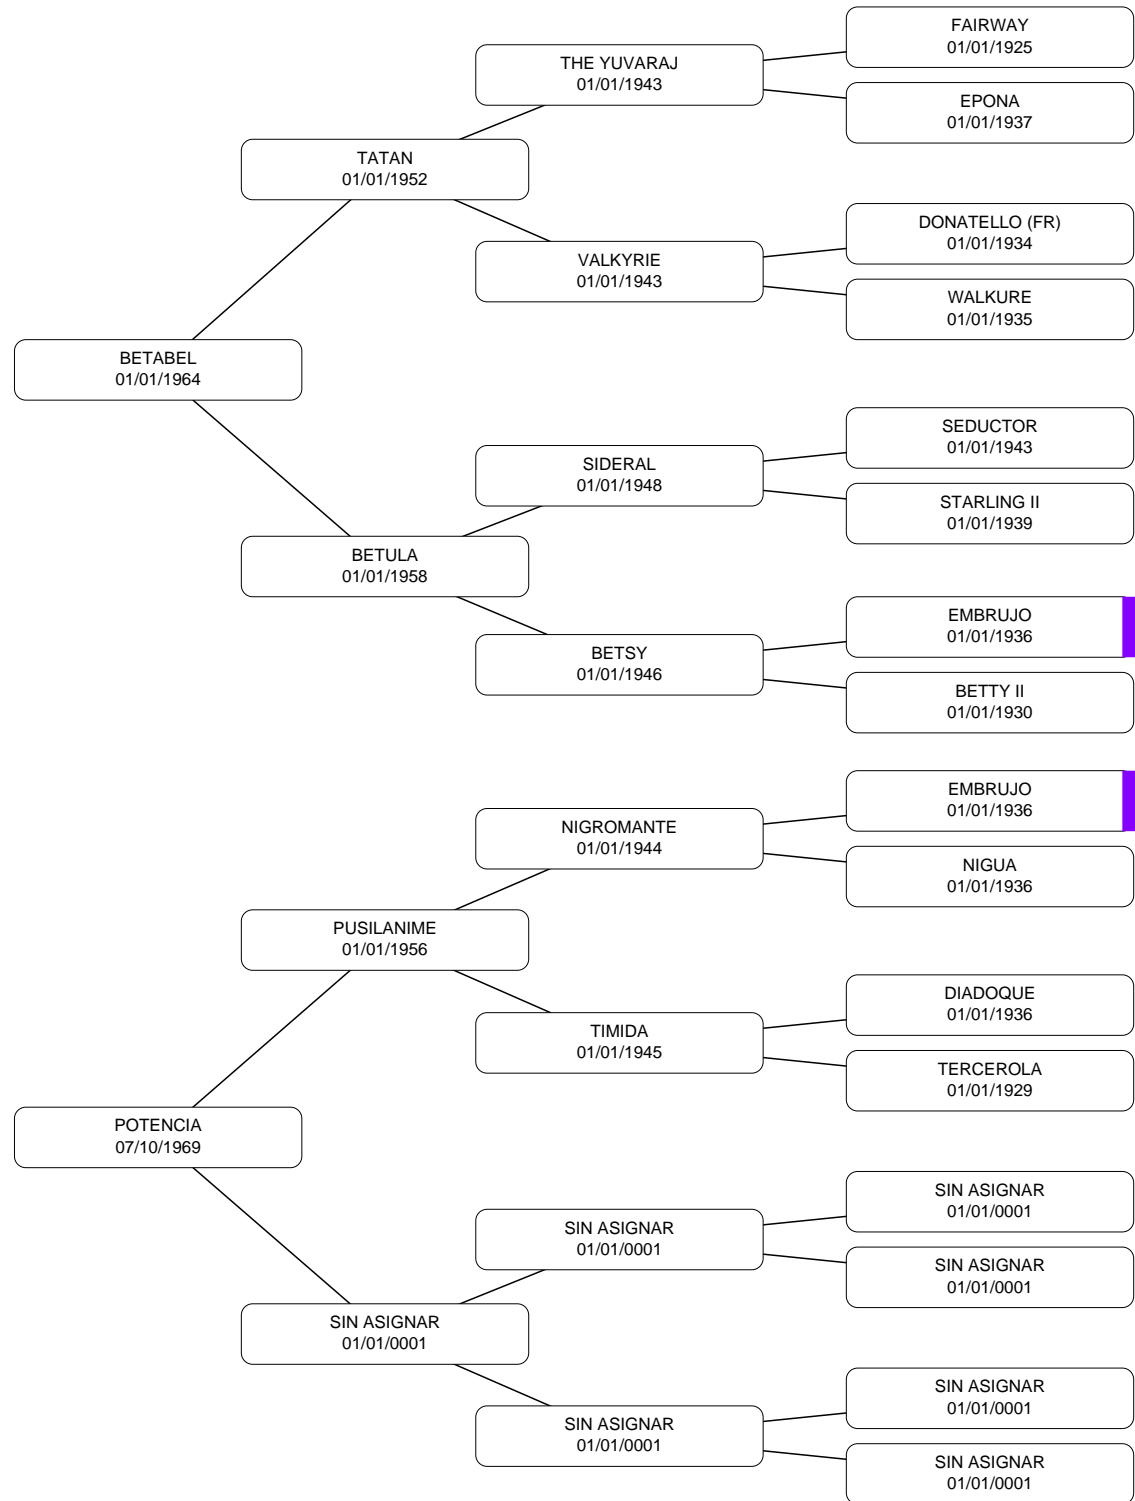 FAIRWAY
01/01/1925
THE YUVARAJ
01/01/1943
EPONA
01/01/1937
TATAN
01/01/1952
DONATELLO (FR)
01/01/1934
VALKYRIE
01/01/1943
WALKURE
01/01/1935
BETABEL
01/01/1964
SEDUCTOR
01/01/1943
SIDERAL
01/01/1948
STARLING II
01/01/1939
BETULA
01/01/1958
EMBRUJO
01/01/1936
BETSY
01/01/1946
BETTY II
01/01/1930
EMBRUJO
01/01/1936
NIGROMANTE
01/01/1944
NIGUA
01/01/1936
PUSILANIME
01/01/1956
DIADOQUE
01/01/1936
TIMIDA
01/01/1945
TERCEROLA
01/01/1929
POTENCIA
07/10/1969
SIN ASIGNAR
01/01/0001
SIN ASIGNAR
01/01/0001
SIN ASIGNAR
01/01/0001
SIN ASIGNAR
01/01/0001
SIN ASIGNAR
01/01/0001
SIN ASIGNAR
01/01/0001
SIN ASIGNAR
01/01/0001